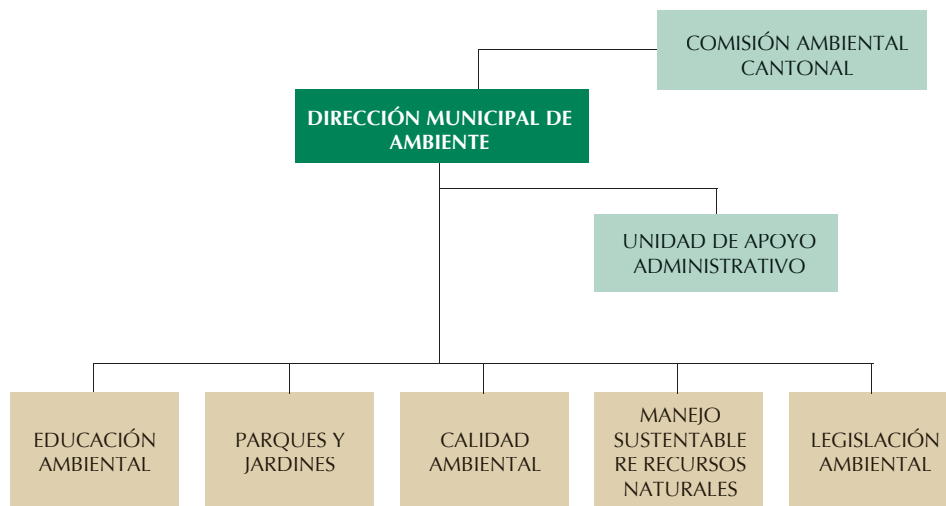 COMISIÓN AMBIENTAL
CANTONAL
DIRECCIÓN MUNICIPAL DE
AMBIENTE
UNIDAD DE APOYO
ADMINISTRATIVO
EDUCACIÓN
AMBIENTAL
PARQUES Y
JARDINES
CALIDAD
AMBIENTAL
MANEJO
SUSTENTABLE
RE RECURSOS
NATURALES
LEGISLACIÓN
AMBIENTAL